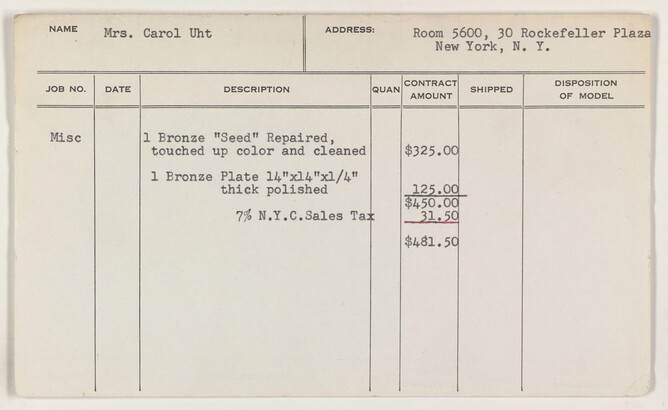 NAME Mrs. Carol Uht ADDRESS: Room 5600, 30 Rockefeller Plaza
New York, N. Y.
JOB NO. DATE DESCRIPTION QUAN CONTRACT AMOUNT SHIPPED DISPOSITION OF MODEL
Misc 1 Bronze "Seed" Repaired,
touched up color and cleaned $325.00
1 Bronze Plate 14"x14"x1/4"
thick polished 125.00
$450.00
7% N.Y.C.Sales Tax 31.50
$481.50